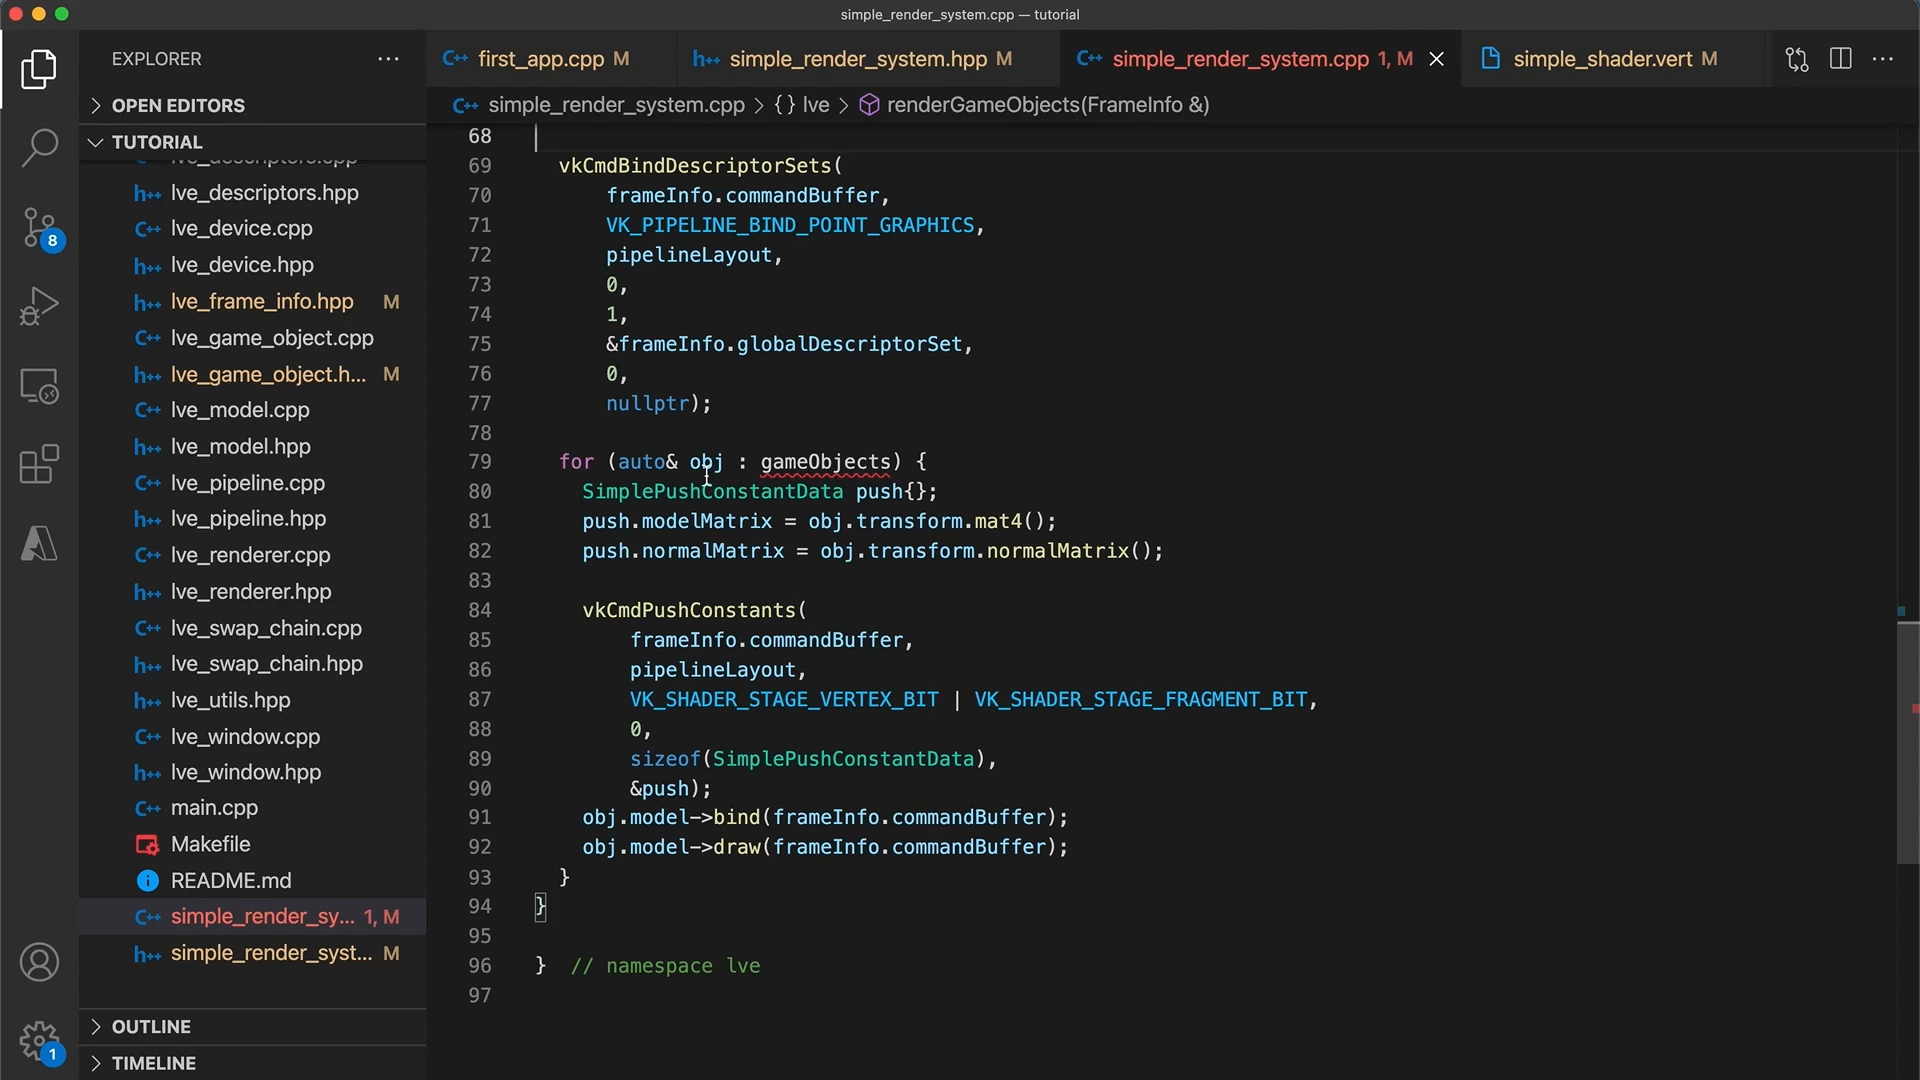 simple_render_system.cpp — tutorial
EXPLORER
first_app.cpp M
simple_render_system.hpp M
simple_render_system.cpp 1, M
simple_shader.vert M
simple_render_system.cpp > {} lve > renderGameObjects(FrameInfo &)
OPEN EDITORS
TUTORIAL
lve_descriptors.cpp
lve_descriptors.hpp
lve_device.cpp
lve_device.hpp
lve_frame_info.hpp M
lve_game_object.cpp
lve_game_object.h... M
lve_model.cpp
lve_model.hpp
lve_pipeline.cpp
lve_pipeline.hpp
lve_renderer.cpp
lve_renderer.hpp
lve_swap_chain.cpp
lve_swap_chain.hpp
lve_utils.hpp
lve_window.cpp
lve_window.hpp
main.cpp
Makefile
README.md
simple_render_sy... 1, M
simple_render_syst... M
OUTLINE
TIMELINE
8
1
68
69 vkCmdBindDescriptorSets(
70 frameInfo.commandBuffer,
71 VK_PIPELINE_BIND_POINT_GRAPHICS,
72 pipelineLayout,
73 0,
74 1,
75 &frameInfo.globalDescriptorSet,
76 0,
77 nullptr);
78
79 for (auto& obj : gameObjects) {
80 SimplePushConstantData push{};
81 push.modelMatrix = obj.transform.mat4();
82 push.normalMatrix = obj.transform.normalMatrix();
83
84 vkCmdPushConstants(
85 frameInfo.commandBuffer,
86 pipelineLayout,
87 VK_SHADER_STAGE_VERTEX_BIT | VK_SHADER_STAGE_FRAGMENT_BIT,
88 0,
89 sizeof(SimplePushConstantData),
90 &push);
91 obj.model->bind(frameInfo.commandBuffer);
92 obj.model->draw(frameInfo.commandBuffer);
93 }
94 }
95
96 } // namespace lve
97